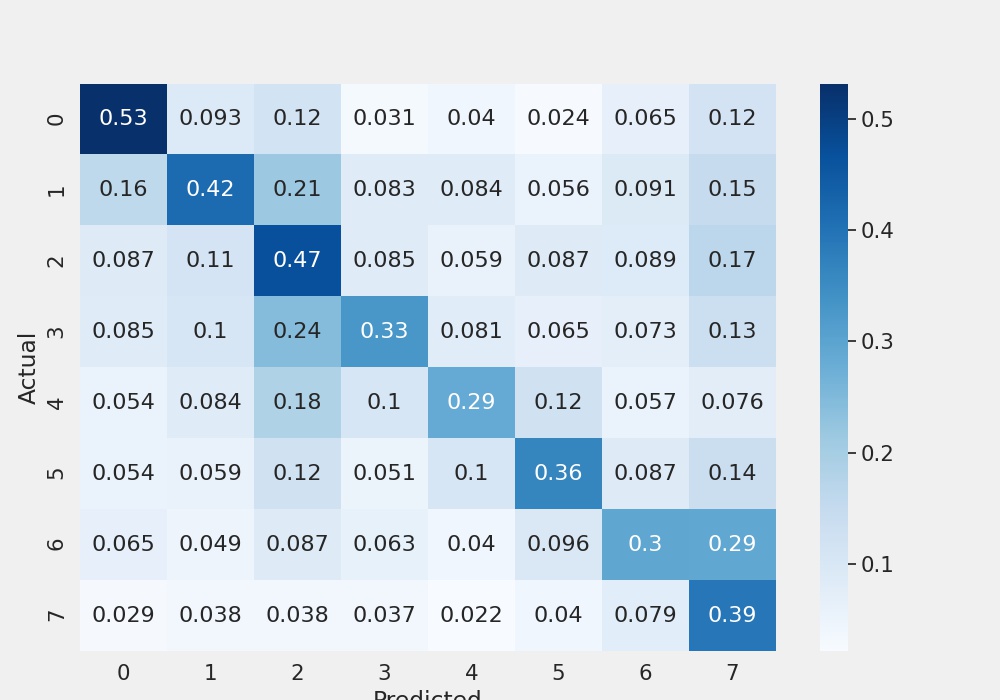 0 0.53 0.093 0.12 0.031 0.04 0.024 0.065 0.12
1 0.16 0.42 0.21 0.083 0.084 0.056 0.091 0.15
2 0.087 0.11 0.47 0.085 0.059 0.087 0.089 0.17
3 0.085 0.1 0.24 0.33 0.081 0.065 0.073 0.13
4 0.054 0.084 0.18 0.1 0.29 0.12 0.057 0.076
5 0.054 0.059 0.12 0.051 0.1 0.36 0.087 0.14
6 0.065 0.049 0.087 0.063 0.04 0.096 0.3 0.29
7 0.029 0.038 0.038 0.037 0.022 0.04 0.079 0.39
0 1 2 3 4 5 6 7
Actual
Predicted
0.5
0.4
0.3
0.2
0.1